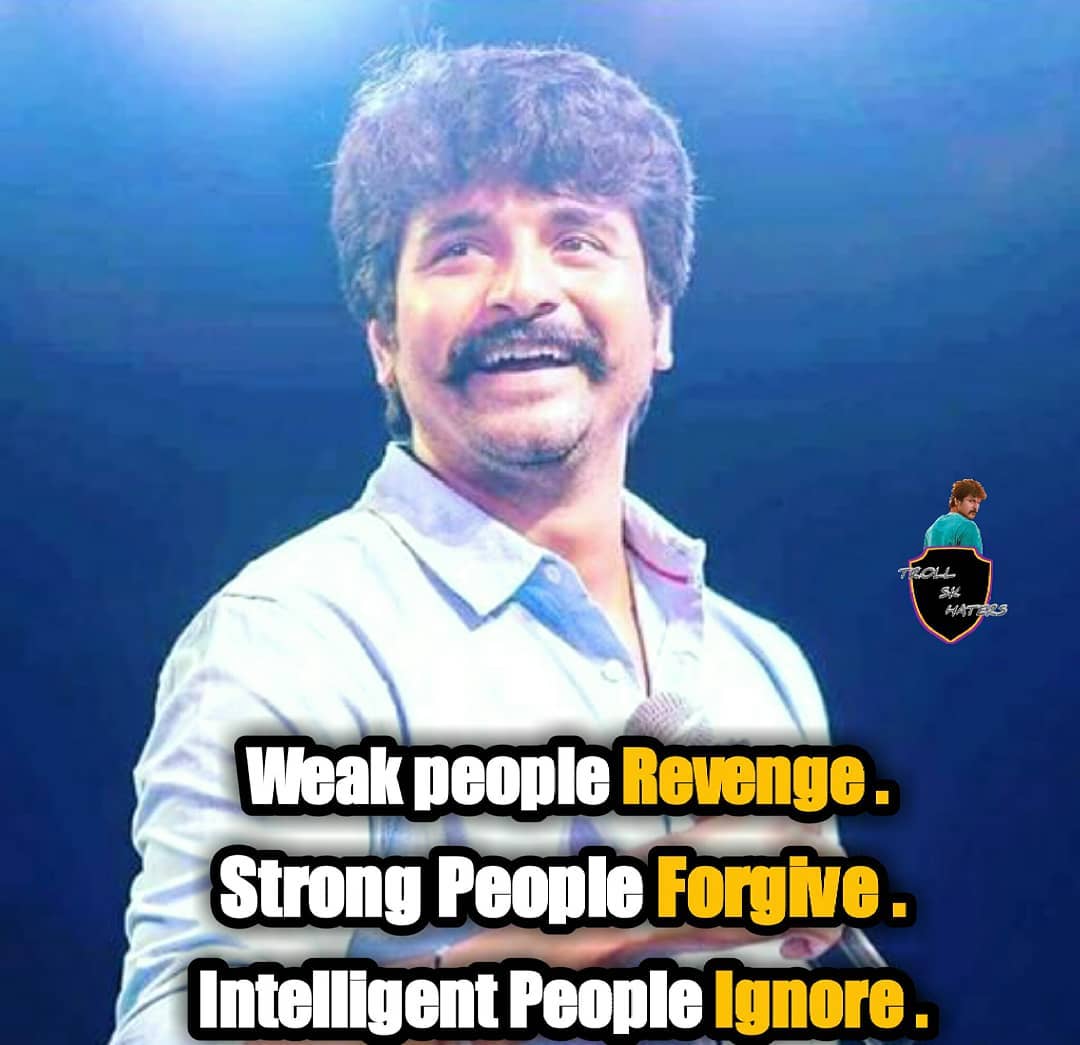 TROLL
SK
HATERS
Weak people Revenge .
Strong People Forgive .
Intelligent People Ignore .